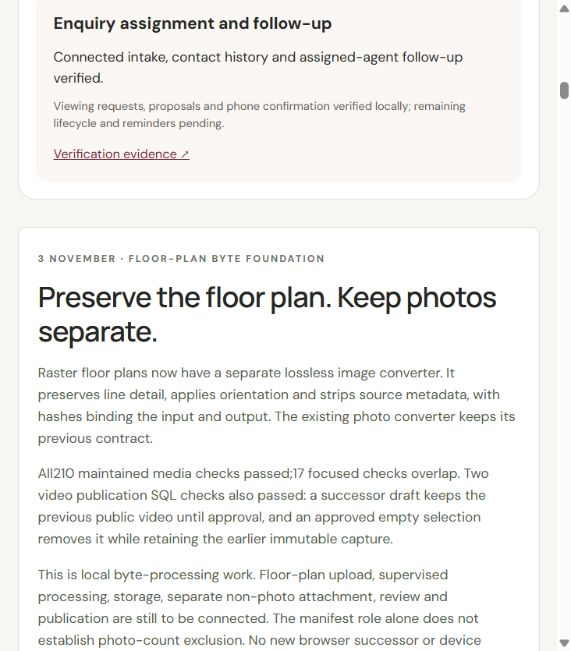 Enquiry assignment and follow-up
Connected intake, contact history and assigned-agent follow-up
verified.
Viewing requests, proposals and phone confirmation verified locally; remaining
lifecycle and reminders pending.
Verification evidence ↗
3 NOVEMBER · FLOOR-PLAN BYTE FOUNDATION
Preserve the floor plan. Keep photos
separate.
Raster floor plans now have a separate lossless image converter. It
preserves line detail, applies orientation and strips source metadata, with
hashes binding the input and output. The existing photo converter keeps its
previous contract.
All210 maintained media checks passed;17 focused checks overlap. Two
video publication SQL checks also passed: a successor draft keeps the
previous public video until approval, and an approved empty selection
removes it while retaining the earlier immutable capture.
This is local byte-processing work. Floor-plan upload, supervised
processing, storage, separate non-photo attachment, review and
publication are still to be connected. The manifest role alone does not
establish photo-count exclusion. No new browser successor or device